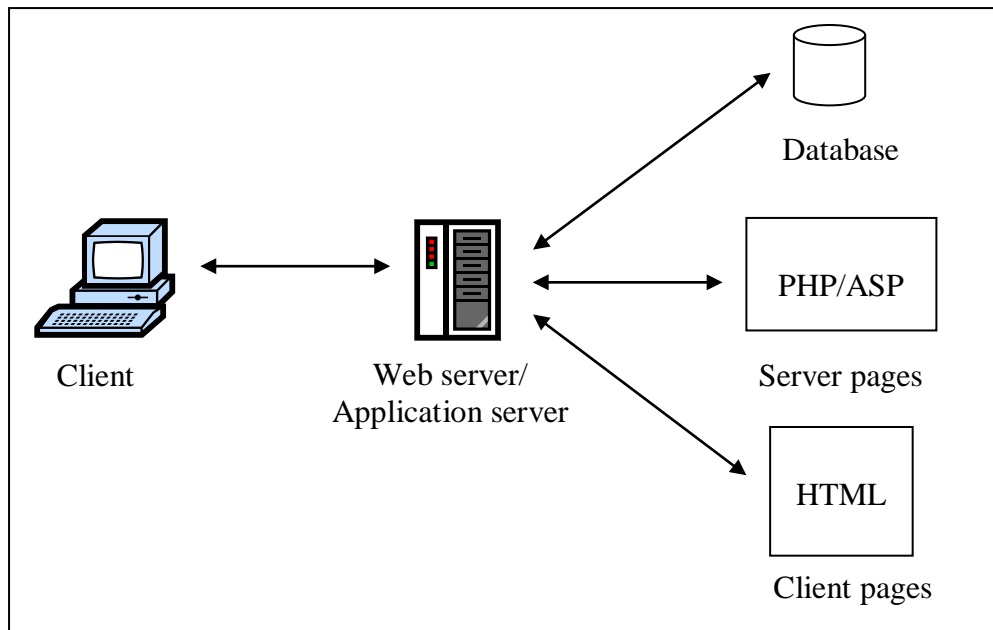 Database
PHP/ASP
Client
Web server/
Application server
Server pages
HTML
Client pages